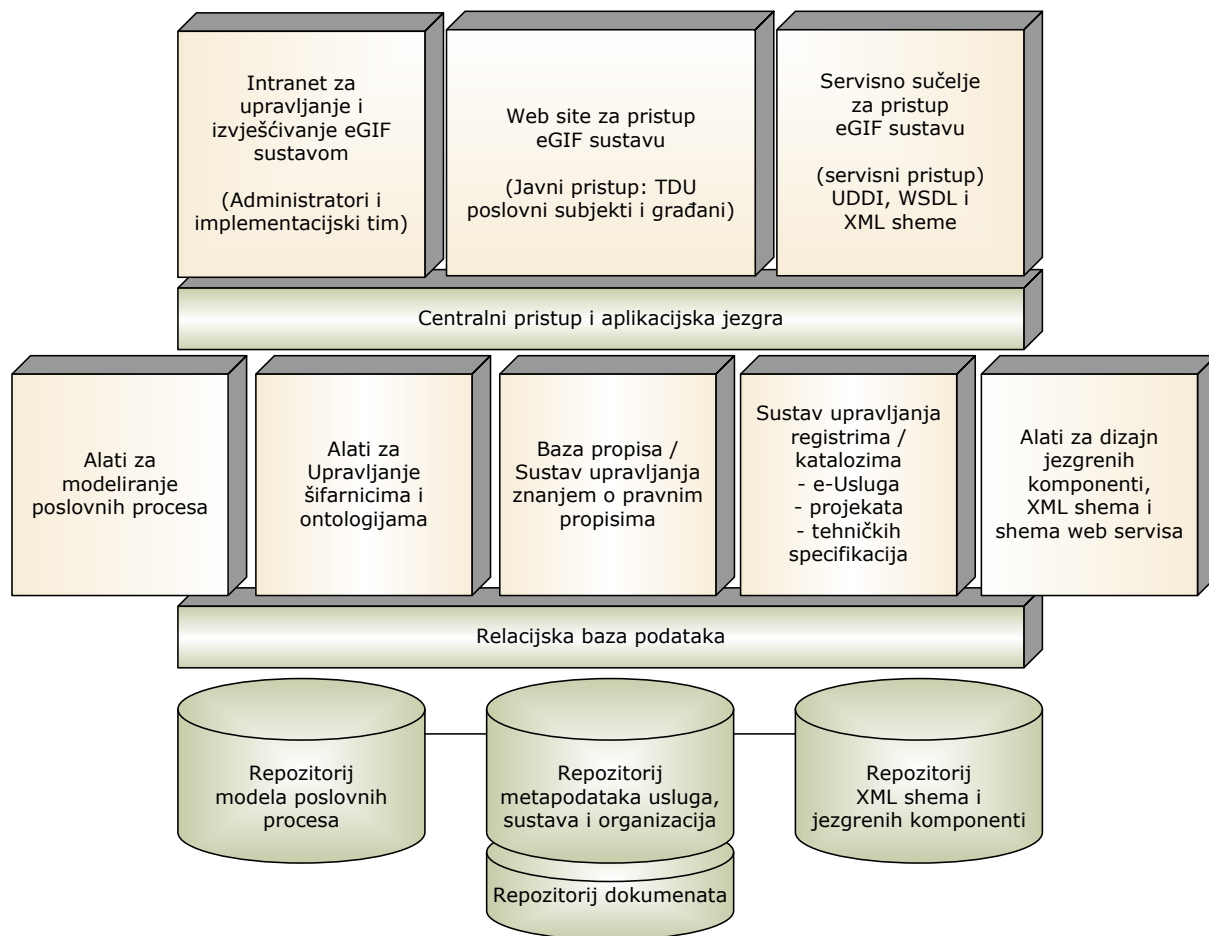 Intranet za
upravljanje i
izvješćivanje eGIF
sustavom
(Administratori i
implementacijski tim)
Web site za pristup
eGIF sustavu
(Javni pristup: TDU
poslovni subjekti i građani)
Servisno sučelje
za pristup
eGIF sustavu
(servisni pristup)
UDDI, WSDL i
XML sheme
Centralni pristup i aplikacijska jezgra
Alati za
modeliranje
poslovnih procesa
Alati za
Upravljanje
šifarnicima i
ontologijama
Baza propisa /
Sustav upravljanja
znanjem o pravnim
propisima
Sustav upravljanja
registrima /
katalozima
- e-Usluga
- projekata
- tehničkih
specifikacija
Alati za dizajn
jezgrenih
komponenti,
XML shema i
shema web servisa
Relacijska baza podataka
Repozitorij
modela poslovnih
procesa
Repozitorij
metapodataka usluga,
sustava i organizacija
Repozitorij
XML shema i
jezgrenih komponenti
Repozitorij dokumenata